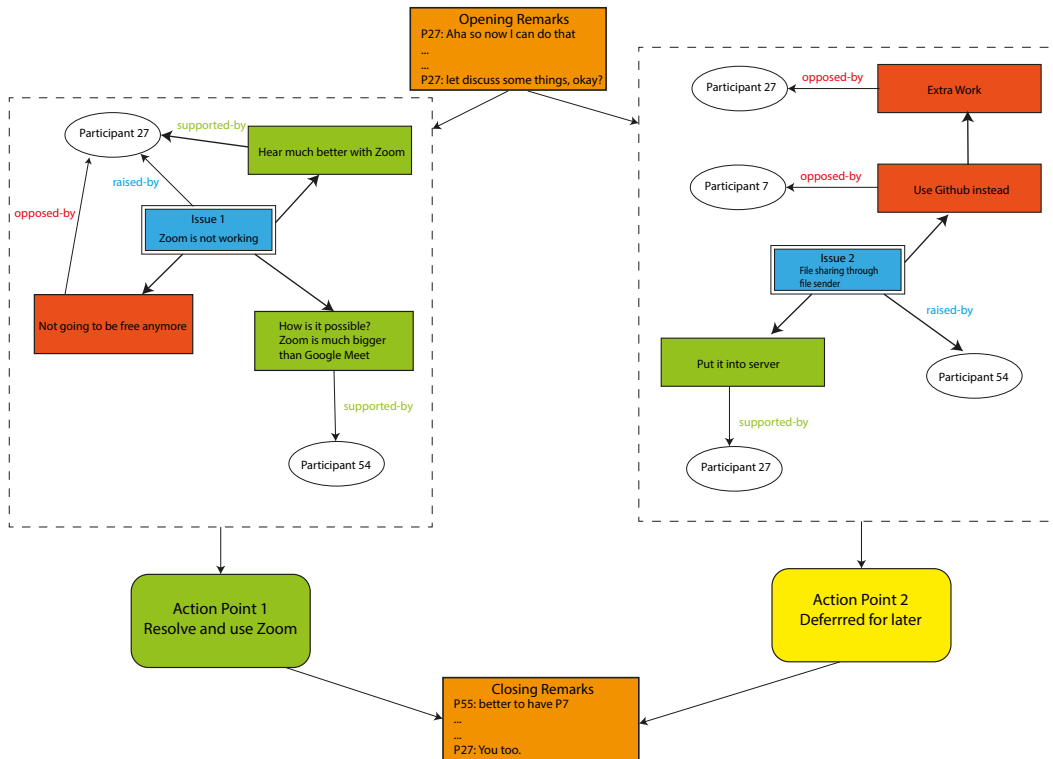 Opening Remarks
P27: Aha so now I can do that
...
...
P27: let discuss some things, okay?
Participant 27
supported-by
Hear much better with Zoom
raised-by
opposed-by
Issue 1
Zoom is not working
Not going to be free anymore
How is it possible?
Zoom is much bigger
than Google Meet
supported-by
Participant 54
Participant 27
opposed-by
Extra Work
Participant 7
opposed-by
Use Github instead
Issue 2
File sharing through
file sender
raised-by
Put it into server
Participant 54
supported-by
Participant 27
Action Point 1
Resolve and use Zoom
Action Point 2
Deferrred for later
Closing Remarks
P55: better to have P7
...
...
P27: You too.